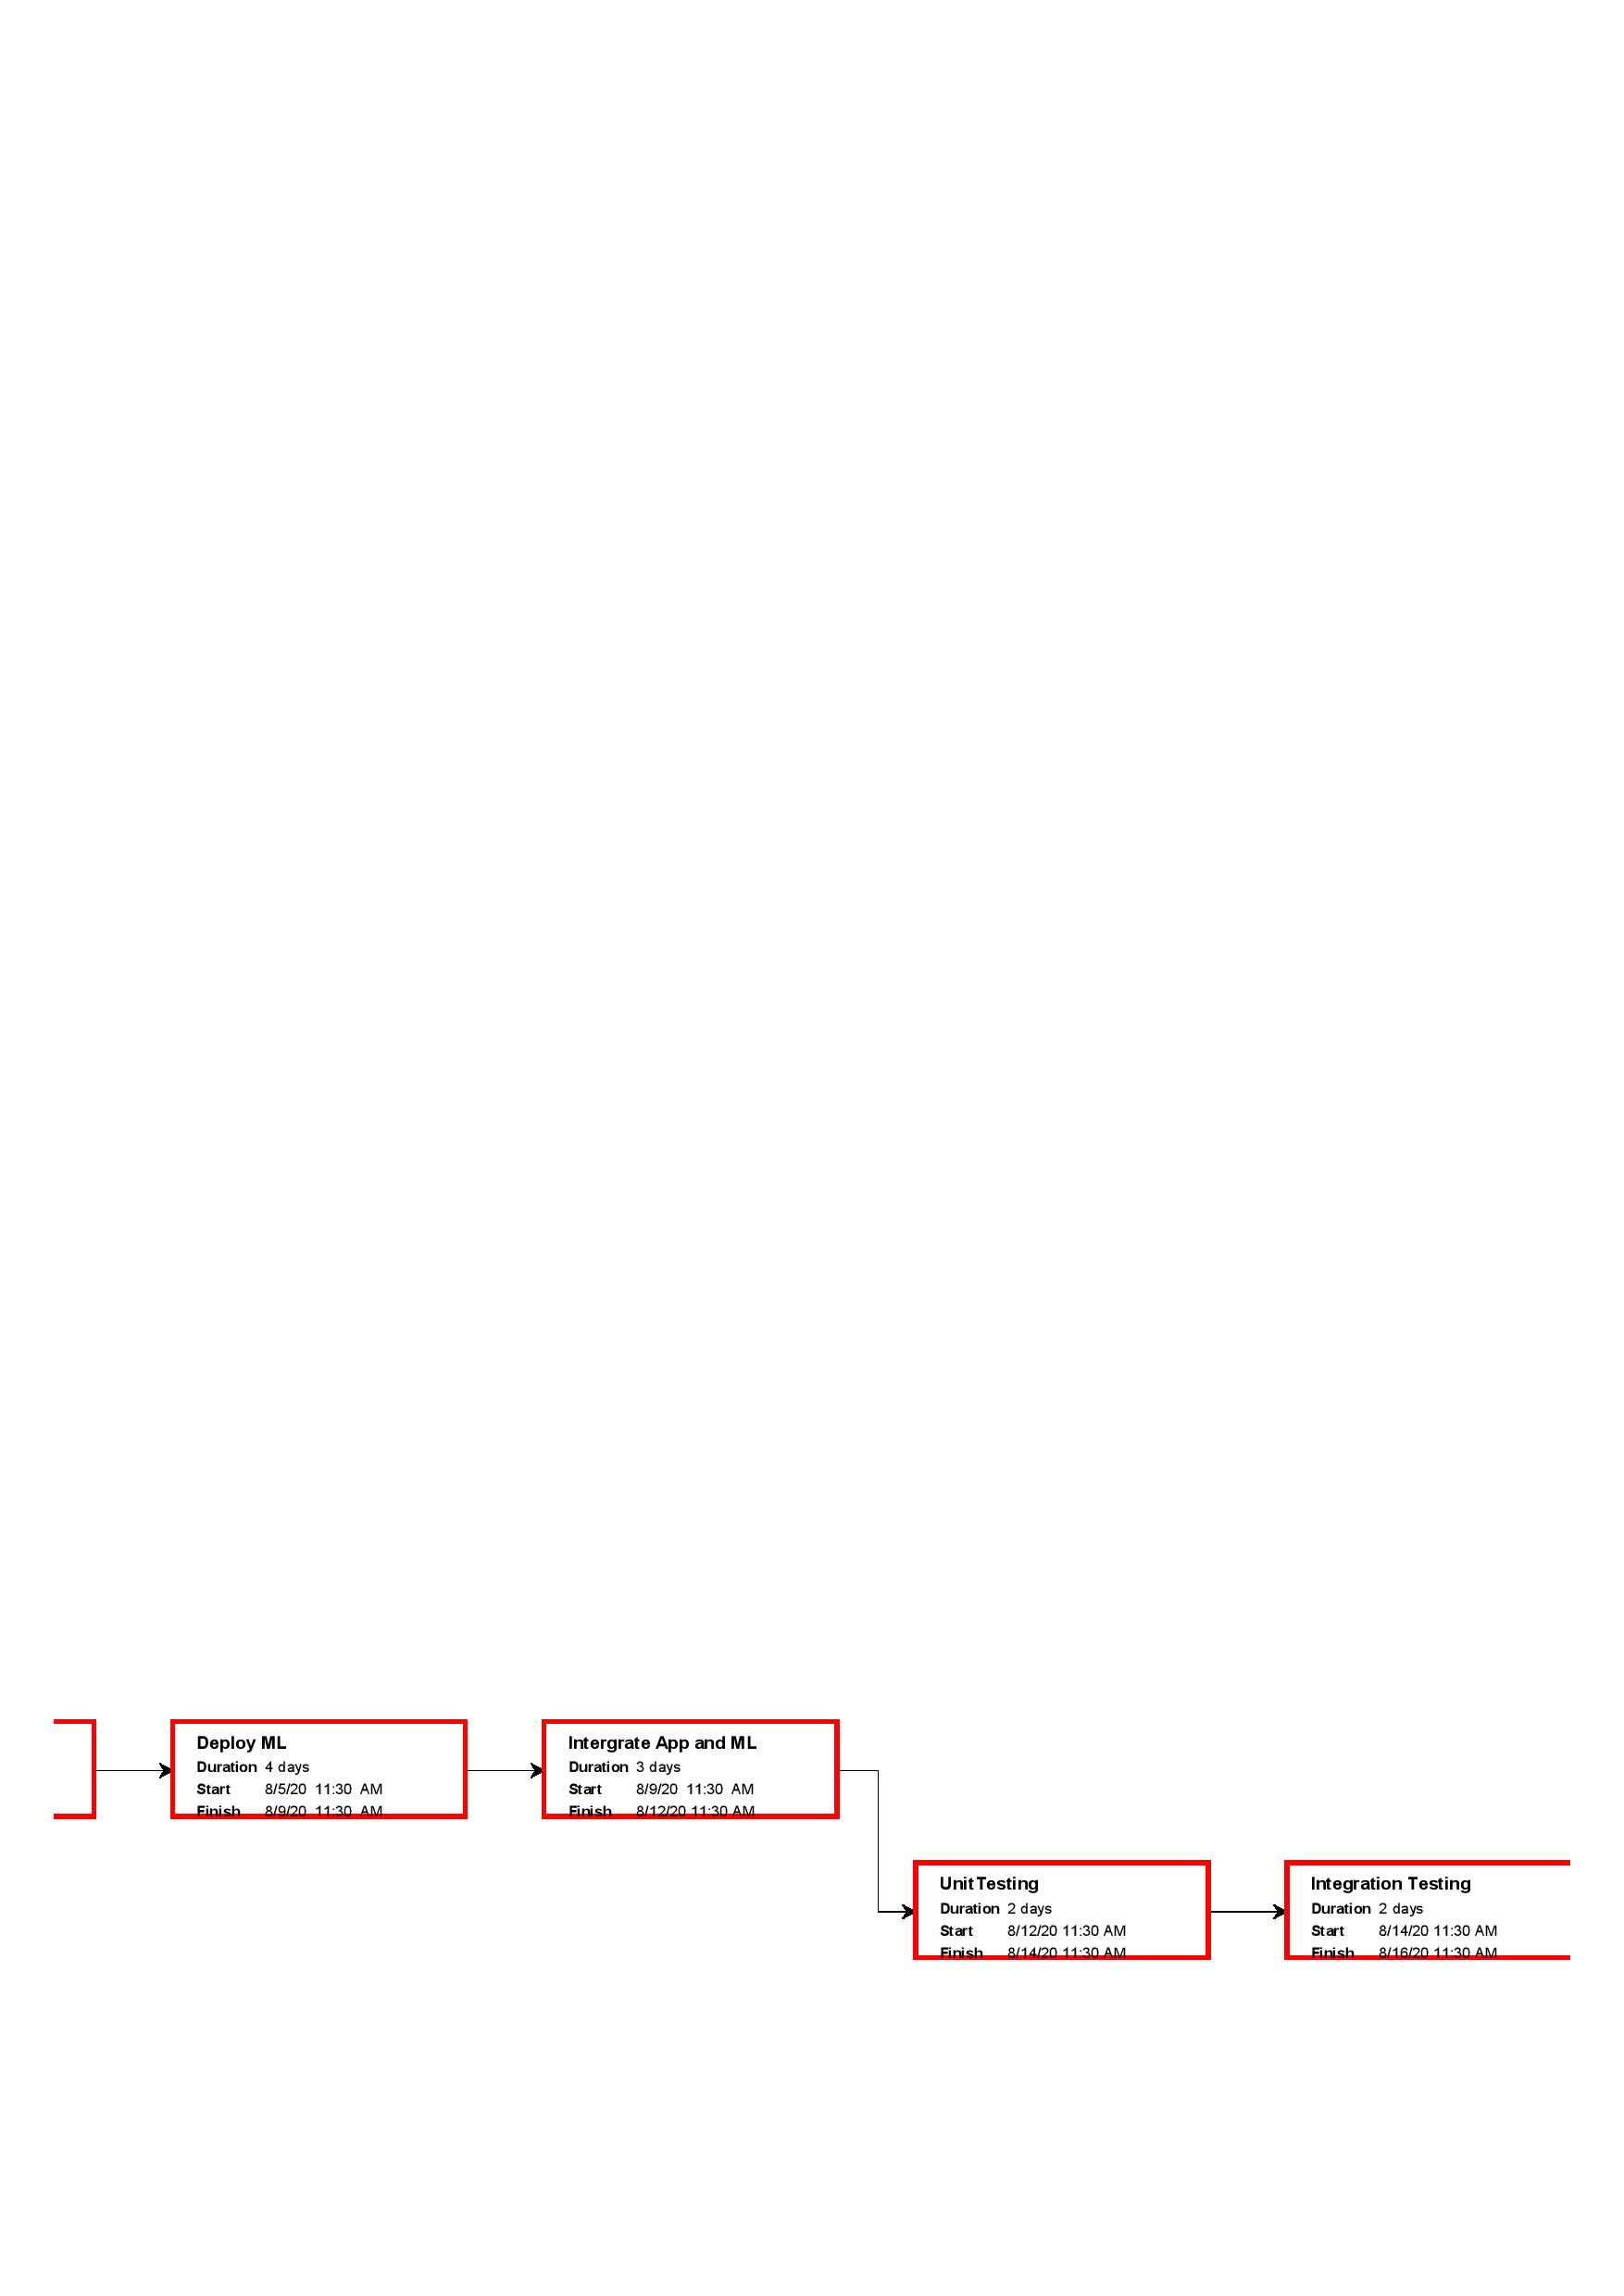 Deploy ML
Duration 4 days
Start 8/5/20 11:30 AM
Finish 8/9/20 11:30 AM
Intergrate App and ML
Duration 3 days
Start 8/9/20 11:30 AM
Finish 8/12/20 11:30 AM
Unit Testing
Duration 2 days
Start 8/12/20 11:30 AM
Finish 8/14/20 11:30 AM
Integration Testing
Duration 2 days
Start 8/14/20 11:30 AM
Finish 8/16/20 11:30 AM